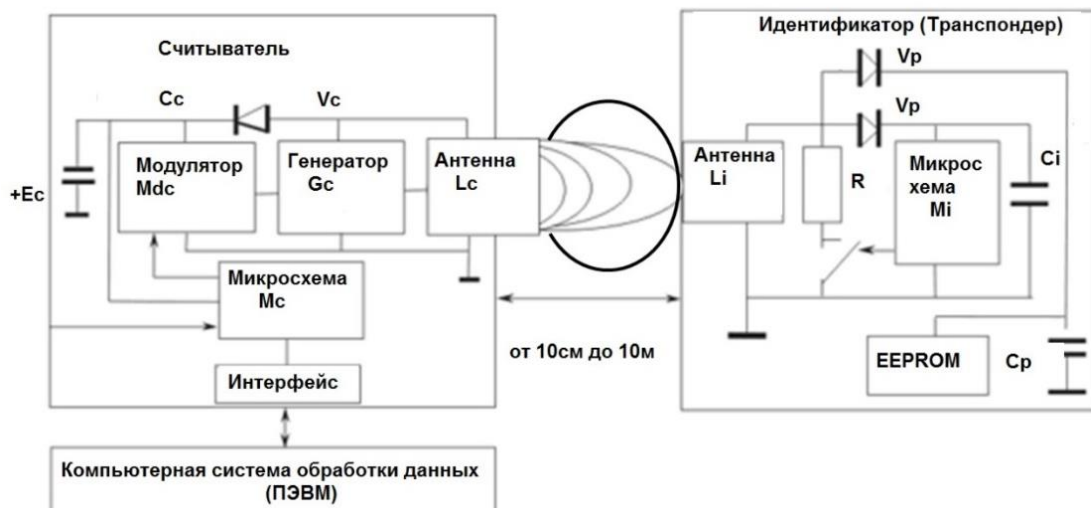 Считыватель
Cc
Vc
+Ec
Модулятор
Mdc
Генератор
Gc
Антенна
Lc
Микросхема
Mc
Интерфейс
Компьютерная система обработки данных
(ПЭВМ)
от 10см до 10м
Идентификатор (Транспондер)
Vp
Vp
Антенна
Li
R
Микрос
хема
Mi
Ci
EEPROM
Cp